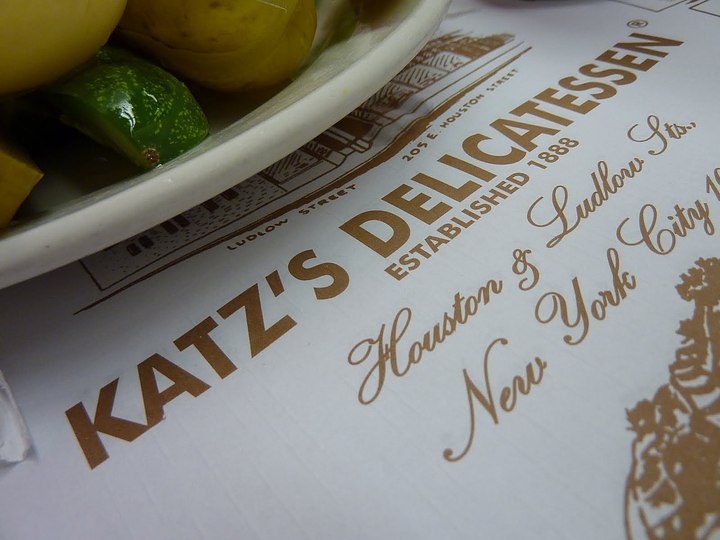 LUDLOW STREET
205 E. HOUSTON STREET
KATZ'S DELICATESSEN®
ESTABLISHED 1888
Houston & Ludlow Sts.,
New York City